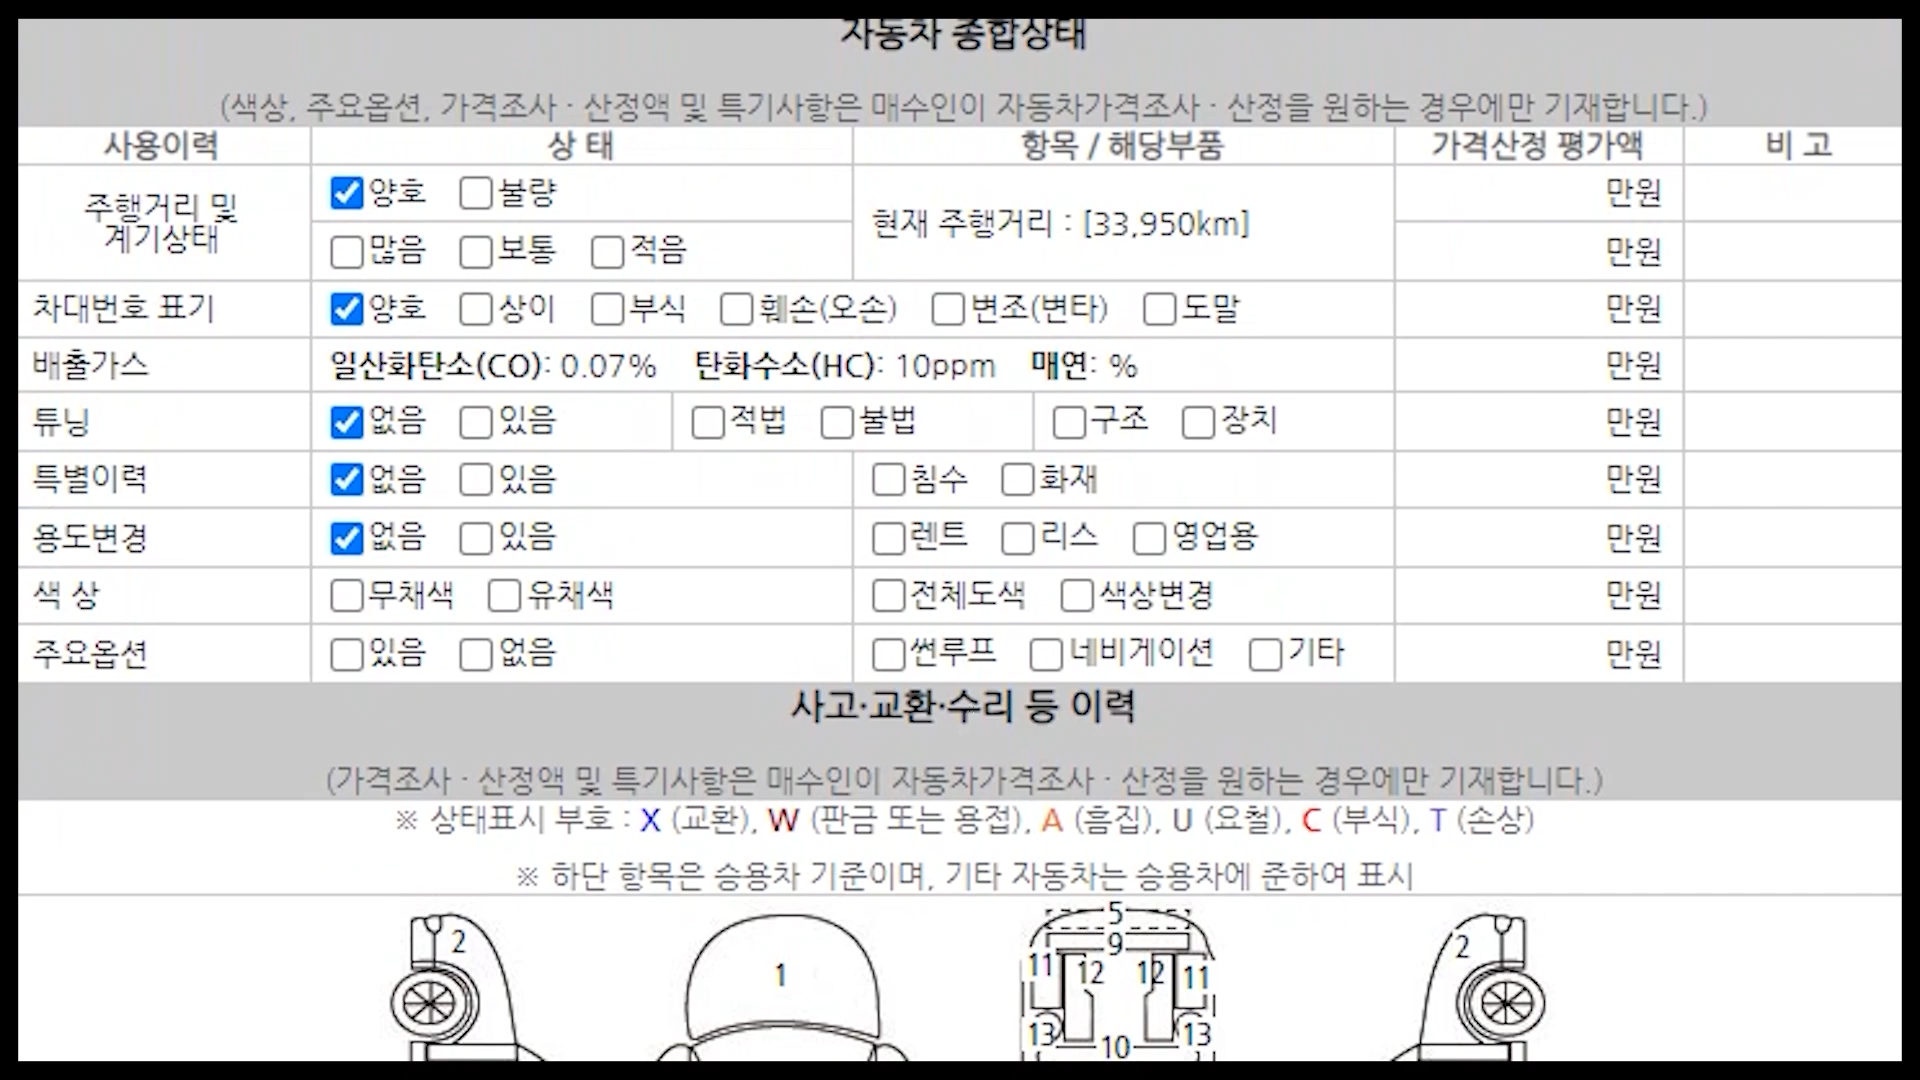 자동차 종합상태
(색상, 주요옵션, 가격조사 · 산정액 및 특기사항은 매수인이 자동차가격조사 · 산정을 원하는 경우에만 기재합니다.)
사용이력 상 태 항목 / 해당부품 가격산정 평가액 비 고
주행거리 및
계기상태
양호 불량 만원
현재 주행거리 : [33,950km]
많음 보통 적음 만원
차대번호 표기 양호 상이 부식 훼손(오손) 변조(변타) 도말 만원
배출가스 일산화탄소(CO): 0.07% 탄화수소(HC): 10ppm 매연: % 만원
튜닝 없음 있음 적법 불법 구조 장치 만원
특별이력 없음 있음 침수 화재 만원
용도변경 없음 있음 렌트 리스 영업용 만원
색 상 무채색 유채색 전체도색 색상변경 만원
주요옵션 있음 없음 썬루프 네비게이션 기타 만원
사고·교환·수리 등 이력
(가격조사 · 산정액 및 특기사항은 매수인이 자동차가격조사 · 산정을 원하는 경우에만 기재합니다.)
※ 상태표시 부호 : X (교환), W (판금 또는 용접), A (흠집), U (요철), C (부식), T (손상)
※ 하단 항목은 승용차 기준이며, 기타 자동차는 승용차에 준하여 표시
5
2 9 2
1 11 12 12 11
13 13
10